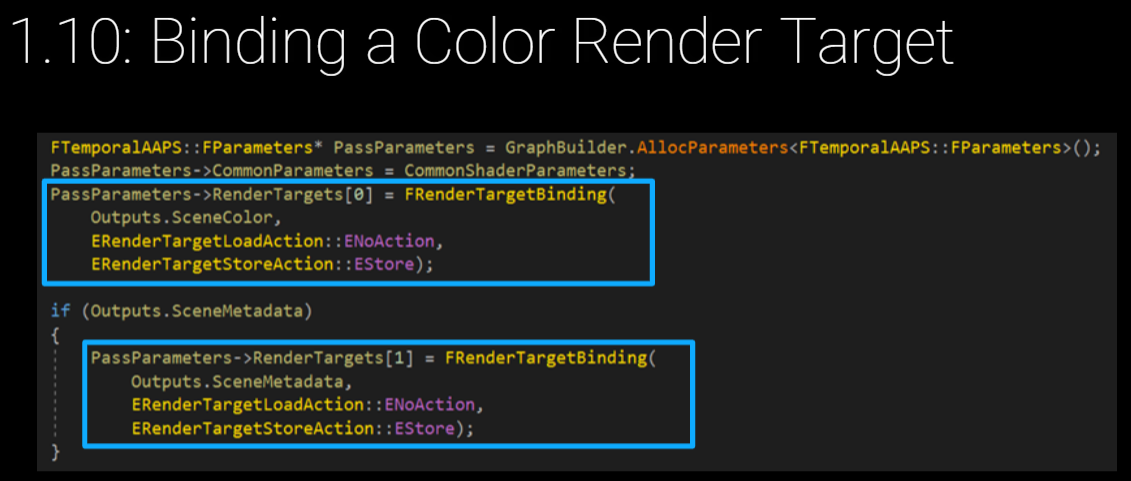 1.10: Binding a Color Render Target
FTemporalAAPS::FParameters* PassParameters = GraphBuilder.AllocParameters<FTemporalAAPS::FParameters>();
PassParameters->CommonParameters = CommonShaderParameters;
PassParameters->RenderTargets[0] = FRenderTargetBinding(
Outputs.SceneColor,
ERenderTargetLoadAction::ENoAction,
ERenderTargetStoreAction::EStore);
if (Outputs.SceneMetadata)
{
PassParameters->RenderTargets[1] = FRenderTargetBinding(
Outputs.SceneMetadata,
ERenderTargetLoadAction::ENoAction,
ERenderTargetStoreAction::EStore);
}